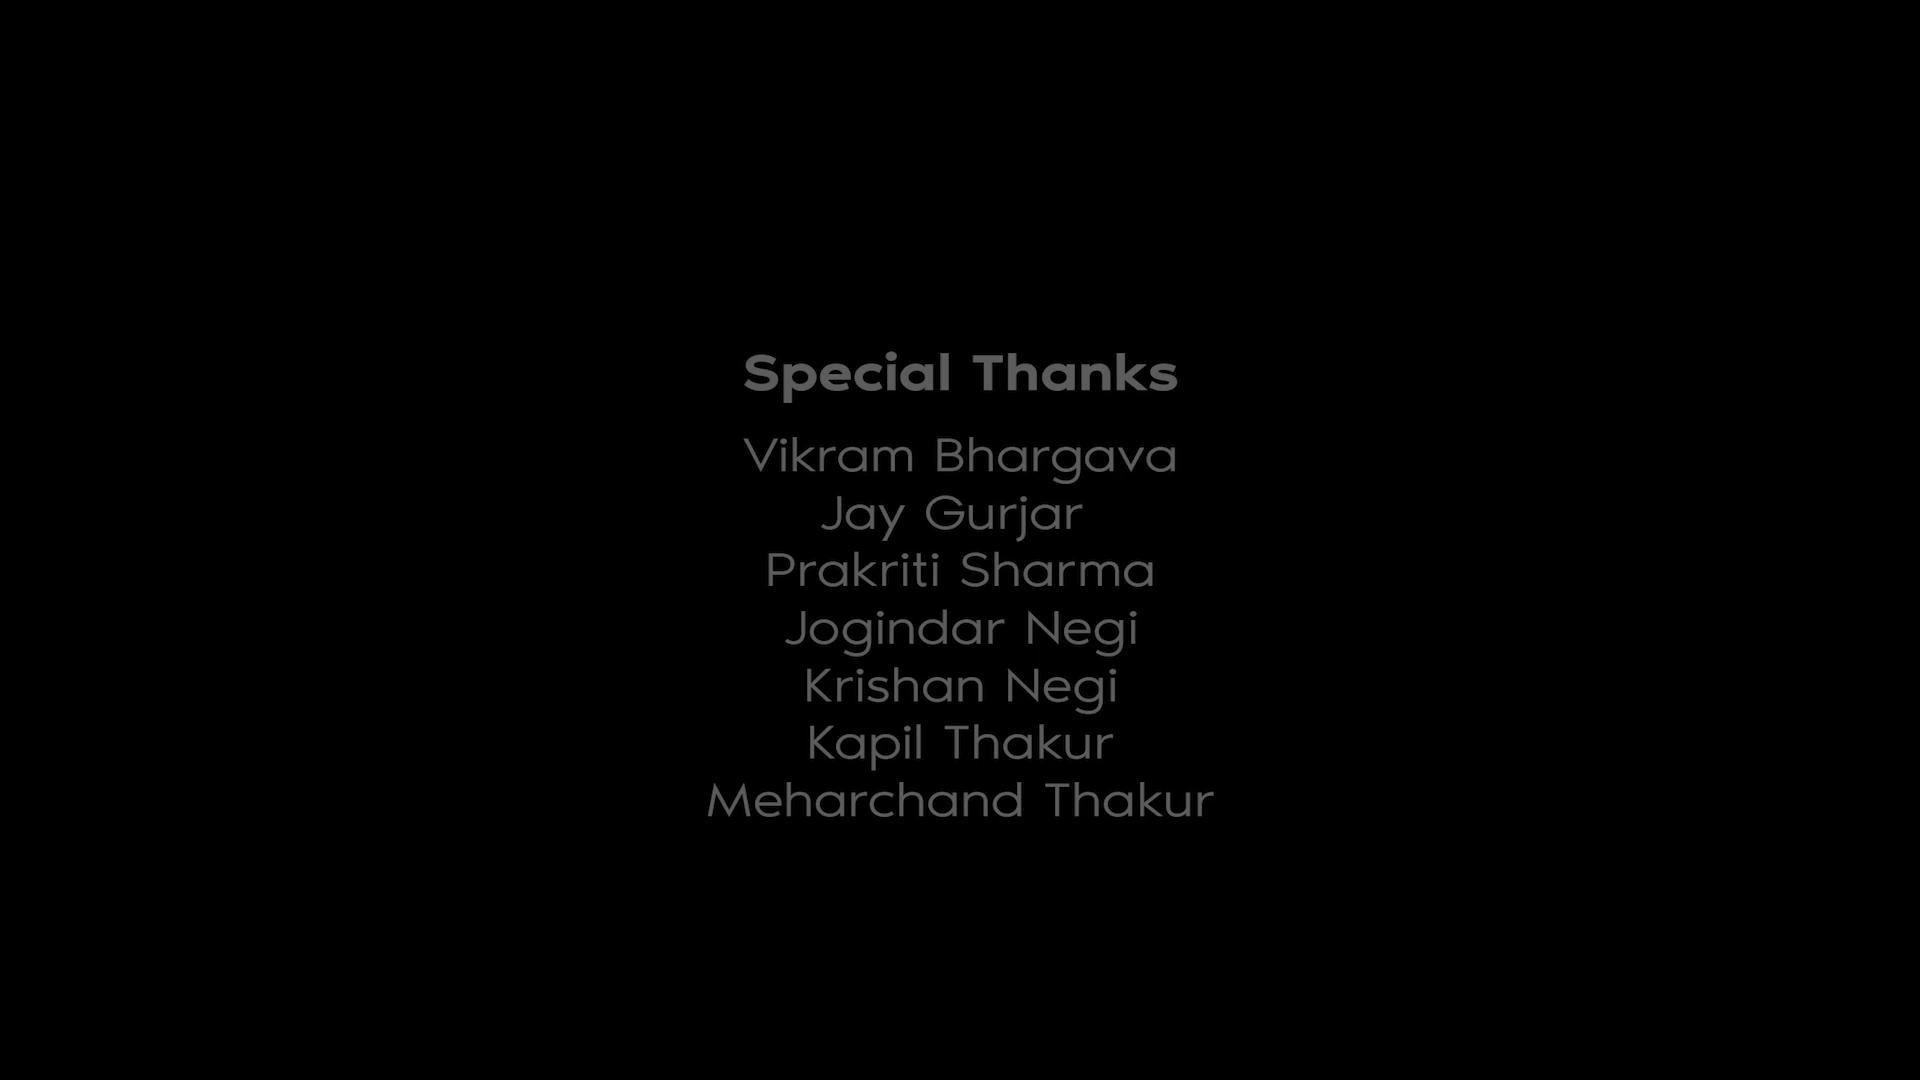 Special Thanks
Vikram Bhargava
Jay Gurjar
Prakriti Sharma
Jogindar Negi
Krishan Negi
Kapil Thakur
Meharchand Thakur